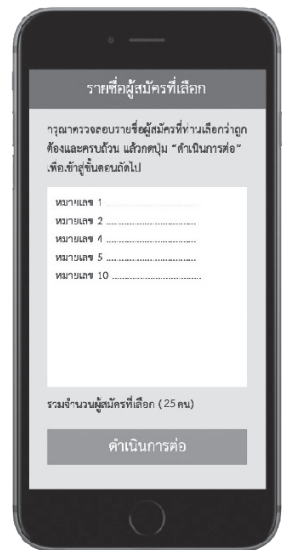 รายชื่อผู้สมัครที่เลือก
กรุณาตรวจสอบรายชื่อผู้สมัครที่ท่านเลือกว่าถูก
ต้องและครบถ้วน แล้วกดปุ่ม “ดำเนินการต่อ”
เพื่อเข้าสู่ขั้นตอนถัดไป
หมายเลข 1 ..................................
หมายเลข 2 ..................................
หมายเลข 4 ..................................
หมายเลข 5 ..................................
หมายเลข 10 ..................................
รวมจำนวนผู้สมัครที่เลือก (25 คน)
ดำเนินการต่อ